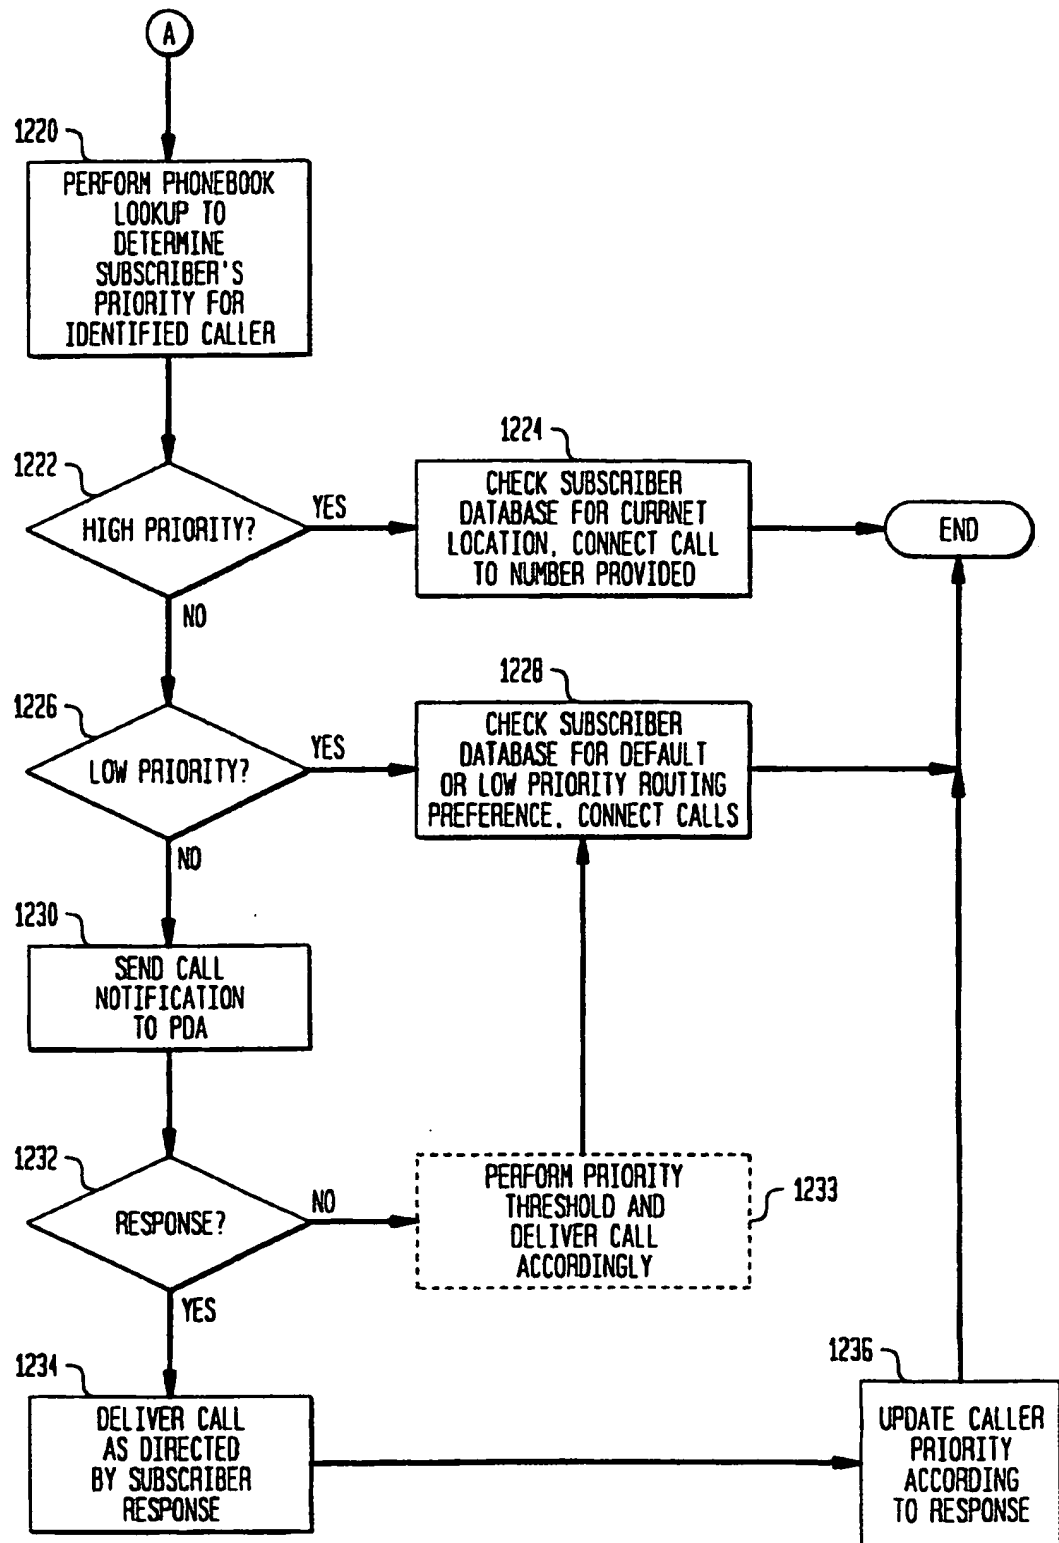 A
1220
PERFORM PHONEBOOK
LOOKUP TO
DETERMINE
SUBSCRIBER'S
PRIORITY FOR
IDENTIFIED CALLER
1222
HIGH PRIORITY?
YES
NO
1224
CHECK SUBSCRIBER
DATABASE FOR CURRNET
LOCATION, CONNECT CALL
TO NUMBER PROVIDED
END
1226
LOW PRIORITY?
YES
NO
1228
CHECK SUBSCRIBER
DATABASE FOR DEFAULT
OR LOW PRIORITY ROUTING
PREFERENCE, CONNECT CALLS
1230
SEND CALL
NOTIFICATION
TO PDA
1232
RESPONSE?
NO
YES
PERFORM PRIORITY
THRESHOLD AND
DELIVER CALL
ACCORDINGLY
1233
1234
DELIVER CALL
AS DIRECTED
BY SUBSCRIBER
RESPONSE
1236
UPDATE CALLER
PRIORITY
ACCORDING
TO RESPONSE